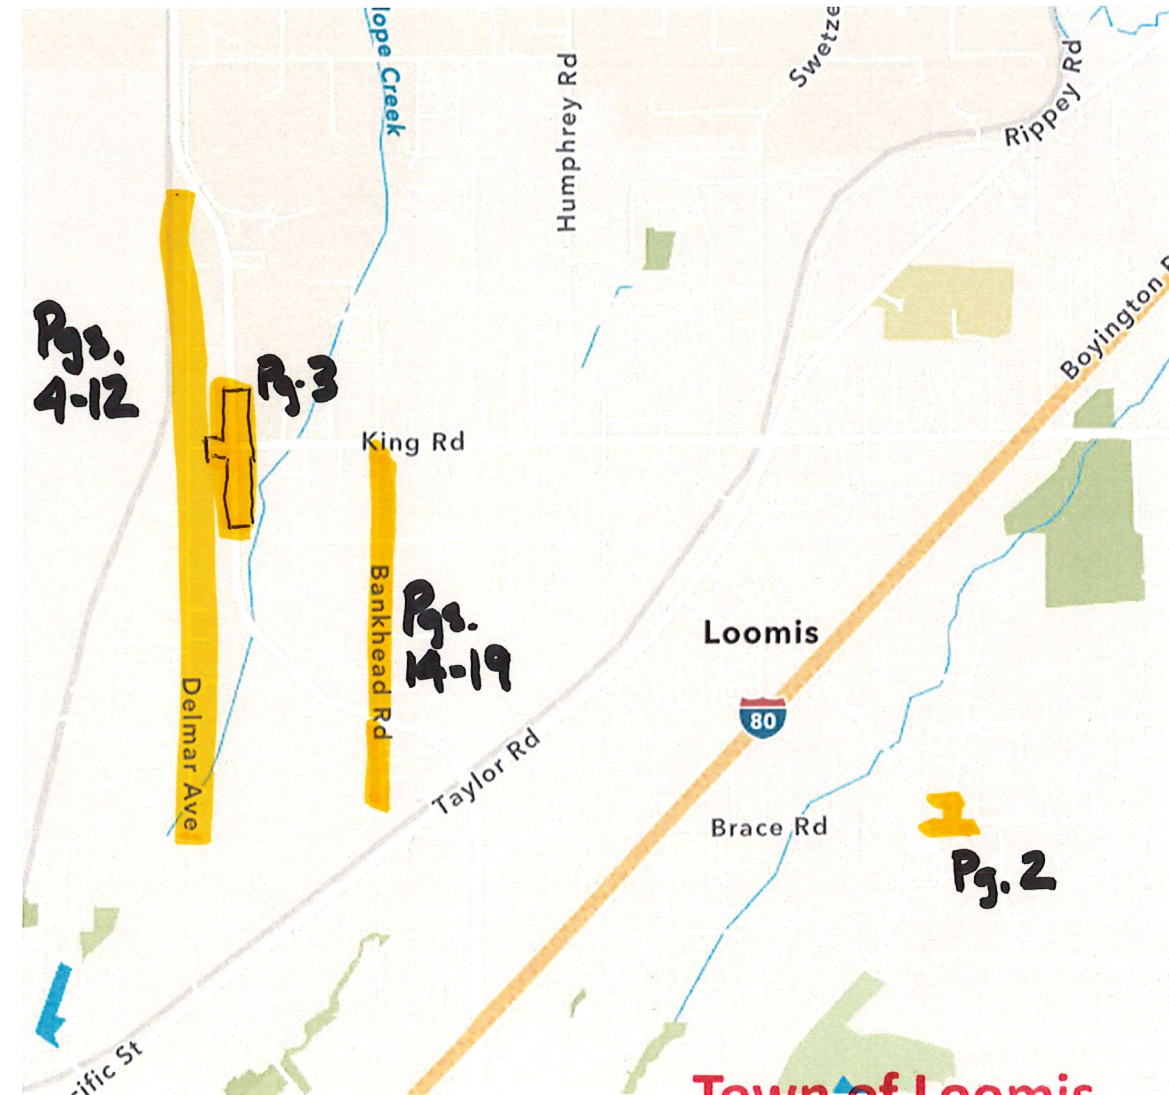 lope Creek
Humphrey Rd
Swetze
Rippey Rd
Boyington
Pgs.
4-12
Pg. 3
King Rd
Bankhead Rd
Pgs.
14-19
Loomis
80
Delmar Ave
Taylor Rd
Brace Rd
Pg. 2
cific St
Town of Loomis